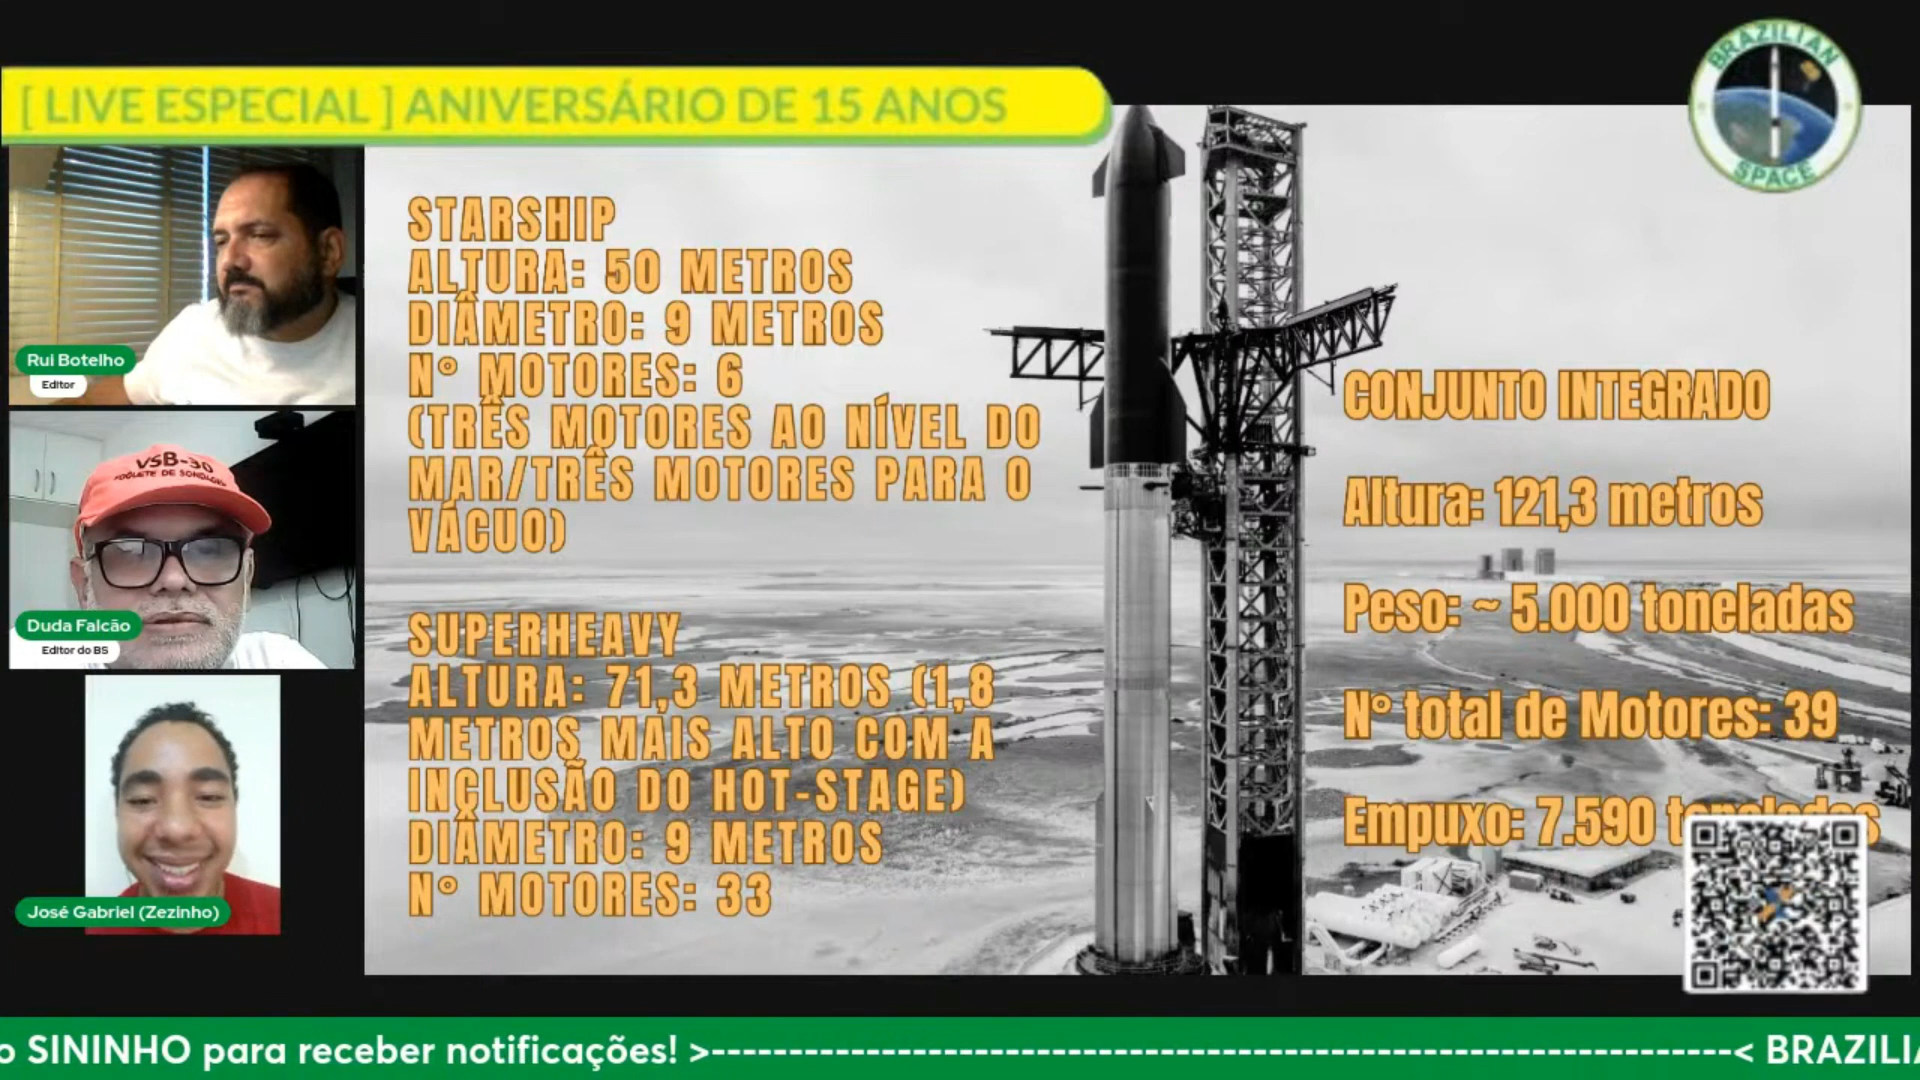 [ LIVE ESPECIAL ] ANIVERSÁRIO DE 15 ANOS
BRAZILIAN
SPACE
Rui Botelho
Editor
VSB-30
FOGUETE DE SONDAGEM
Duda Falcão
Editor do BS
José Gabriel (Zezinho)
STARSHIP
ALTURA: 50 METROS
DIÂMETRO: 9 METROS
N° MOTORES: 6
(TRÊS MOTORES AO NÍVEL DO
MAR/TRÊS MOTORES PARA O
VÁCUO)
SUPERHEAVY
ALTURA: 71,3 METROS (1,8
METROS MAIS ALTO COM A
INCLUSÃO DO HOT-STAGE)
DIÂMETRO: 9 METROS
N° MOTORES: 33
CONJUNTO INTEGRADO
Altura: 121,3 metros
Peso: ~ 5.000 toneladas
N° total de Motores: 39
Empuxo: 7.590 toneladas
o SININHO para receber notificações! >------------------------------------------------------------------< BRAZILIA